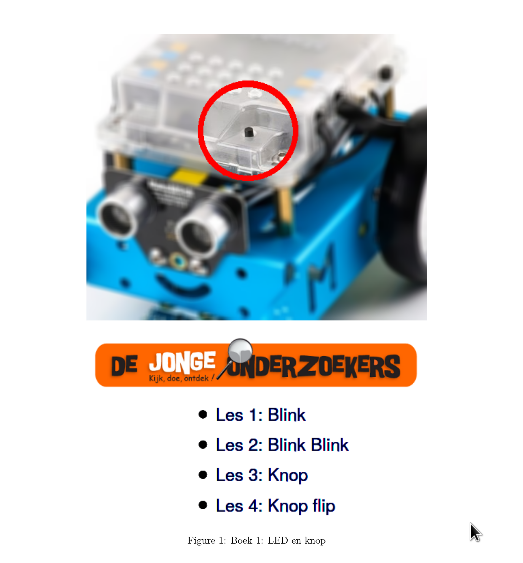 M
DE JONGE ONDERZOEKERS
Kijk, doe, ontdek !
Les 1: Blink
Les 2: Blink Blink
Les 3: Knop
Les 4: Knop flip
Figure 1: Boek 1: LED en knop